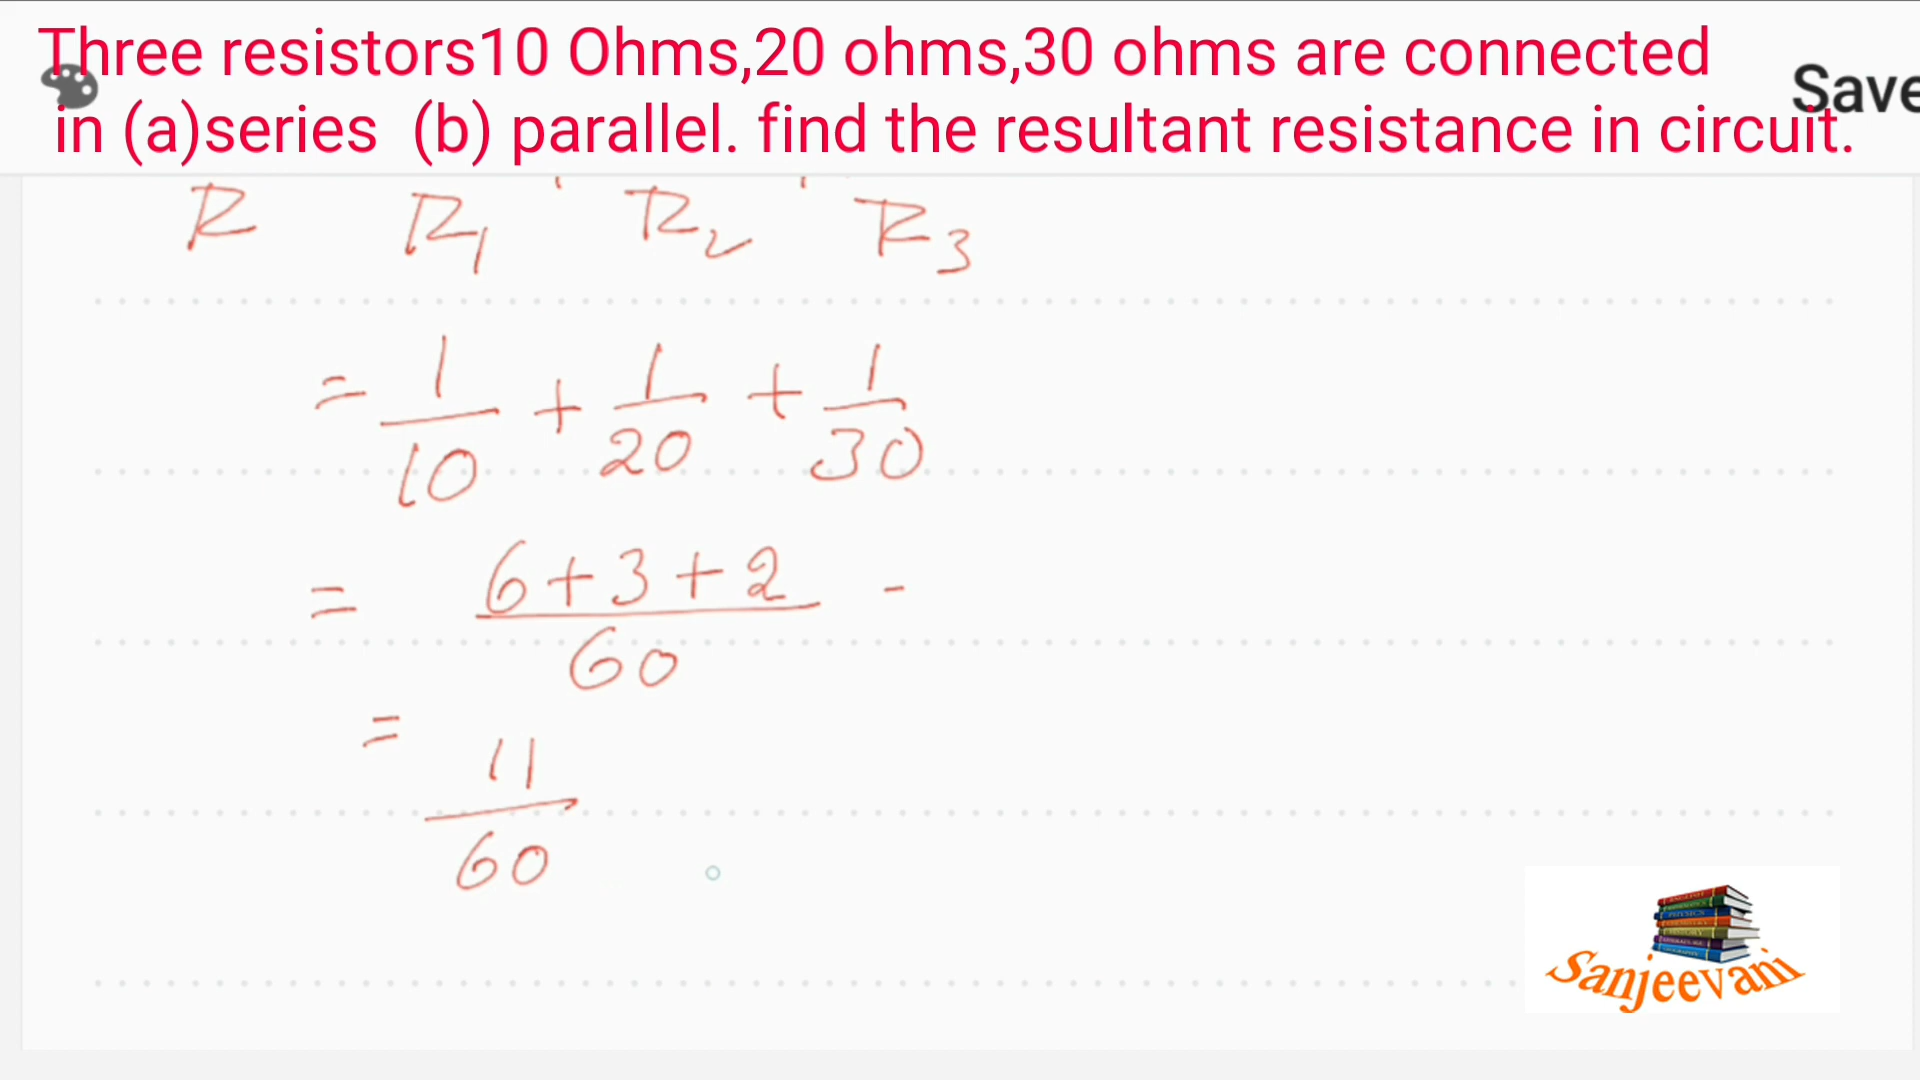 Three resistors10 Ohms,20 ohms,30 ohms are connected
Save
in (a)series (b) parallel. find the resultant resistance in circuit.
R R1 R2 R3
= 1/10 + 1/20 + 1/30
= 6+3+2/60 -
= 11/60
Sanjeevani